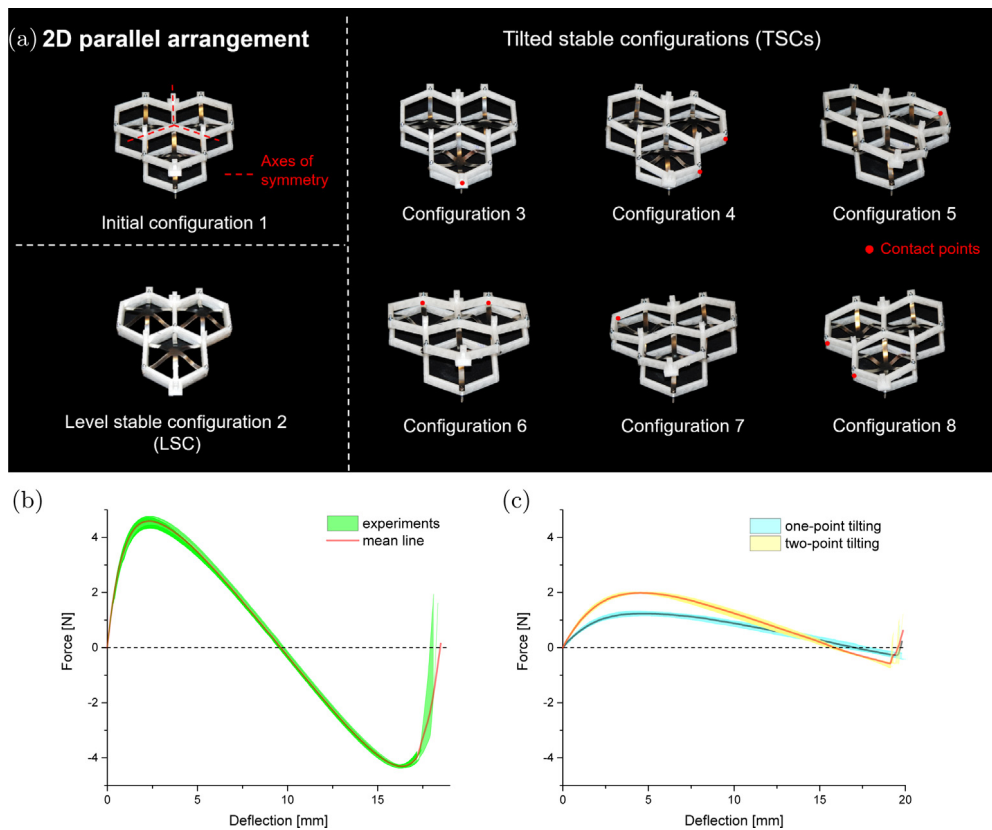 (a) 2D parallel arrangement
Tilted stable configurations (TSCs)
Axes of
symmetry
Initial configuration 1
Configuration 3
Configuration 4
Configuration 5
Contact points
Level stable configuration 2
(LSC)
Configuration 6
Configuration 7
Configuration 8
(b)
experiments
mean line
4
2
0
-2
-4
Force [N]
0 5 10 15
Deflection [mm]
(c)
one-point tilting
two-point tilting
4
2
0
-2
-4
Force [N]
0 5 10 15 20
Deflection [mm]